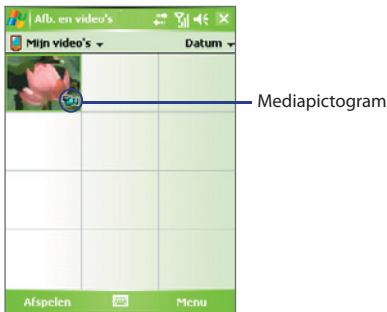 Afb. en video's
Mijn video's Datum
Mediapictogram
Afspelen Menu